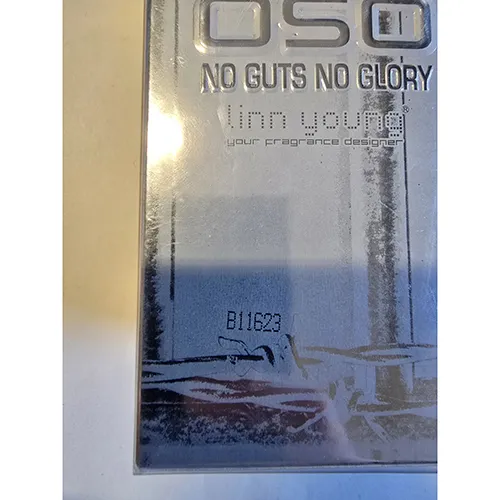 OSO
NO GUTS NO GLORY
linn young®
your fragrance designer
B11623